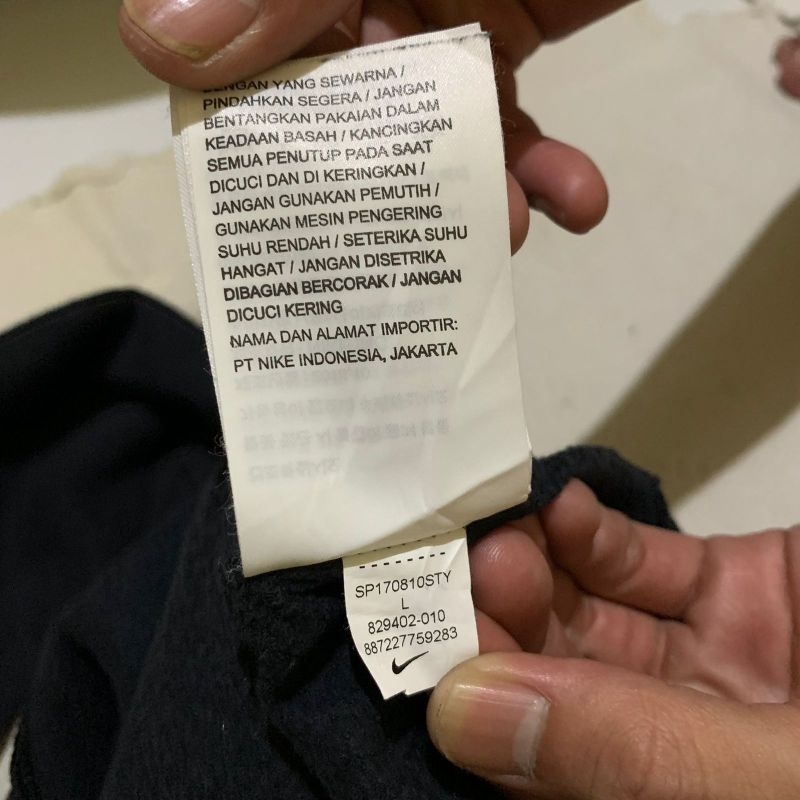 DENGAN YANG SEWARNA /
PINDAHKAN SEGERA / JANGAN
BENTANGKAN PAKAIAN DALAM
KEADAAN BASAH / KANCINGKAN
SEMUA PENUTUP PADA SAAT
DICUCI DAN DI KERINGKAN /
JANGAN GUNAKAN PEMUTIH /
GUNAKAN MESIN PENGERING
SUHU RENDAH / SETERIKA SUHU
HANGAT / JANGAN DISETRIKA
DIBAGIAN BERCORAK / JANGAN
DICUCI KERING
NAMA DAN ALAMAT IMPORTIR:
PT NIKE INDONESIA, JAKARTA
SP170810STY
L
829402-010
887227759283